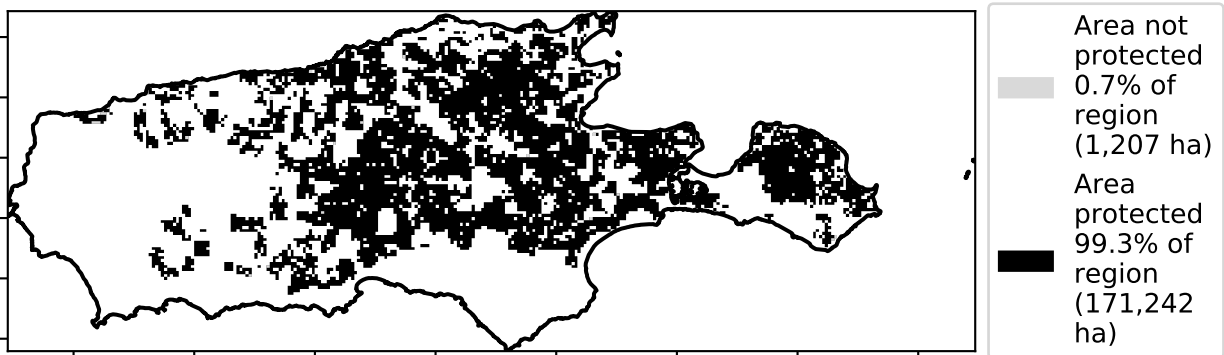 Area not
protected
0.7% of
region
(1,207 ha)
Area
protected
99.3% of
region
(171,242
ha)